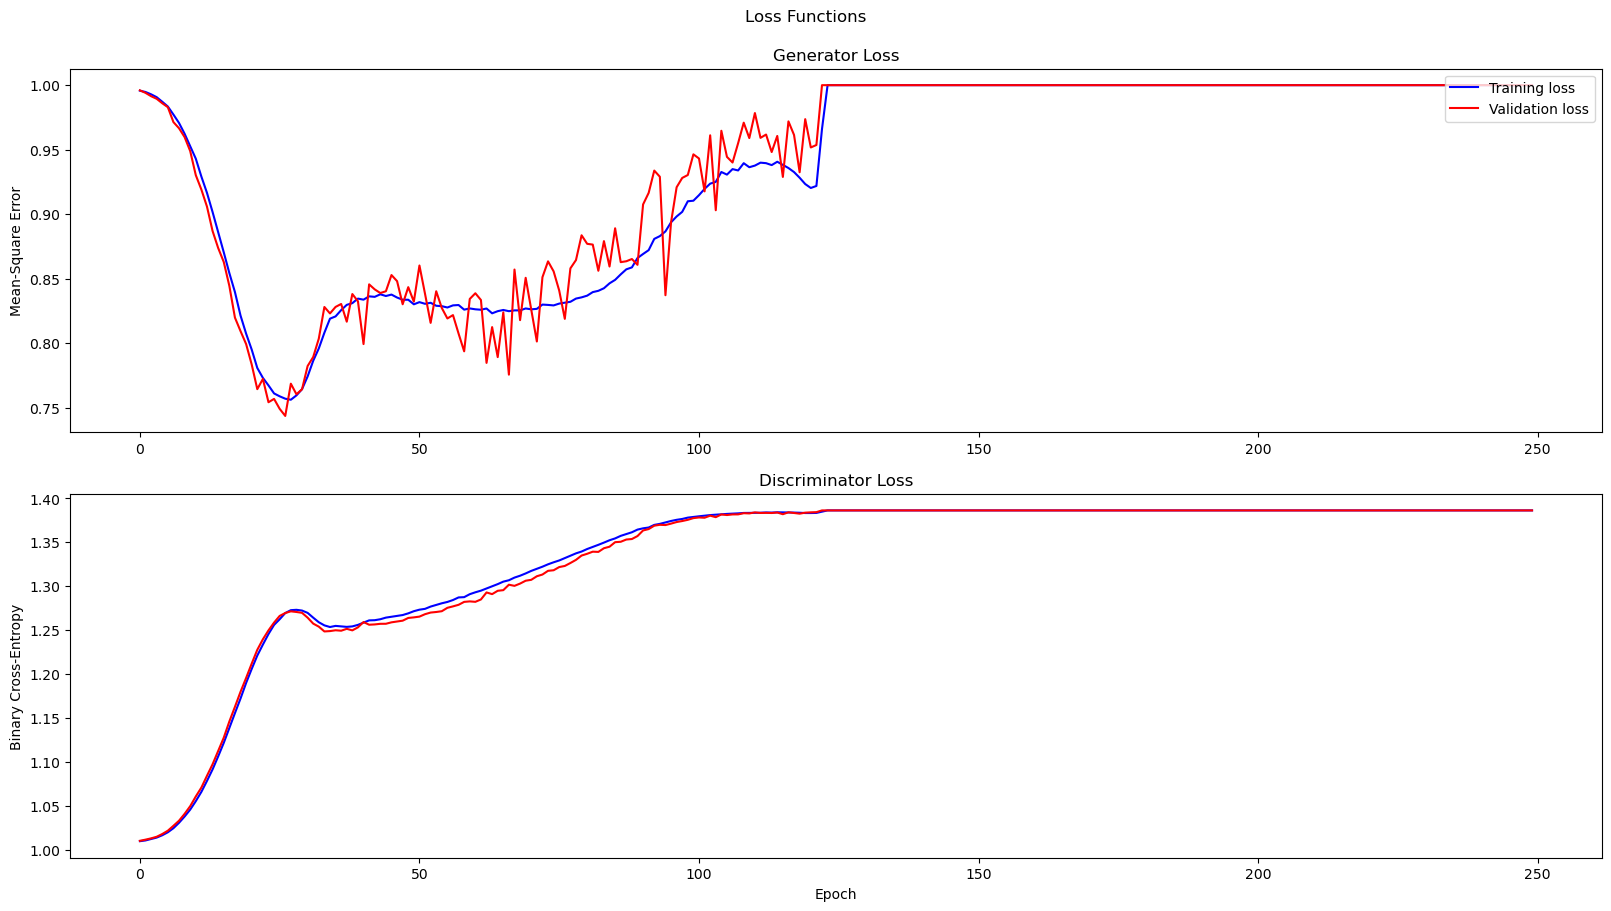 Loss Functions
Generator Loss
Mean-Square Error
1.00
0.95
0.90
0.85
0.80
0.75
0 50 100 150 200 250
Training loss
Validation loss
Discriminator Loss
Binary Cross-Entropy
1.40
1.35
1.30
1.25
1.20
1.15
1.10
1.05
1.00
0 50 100 150 200 250
Epoch